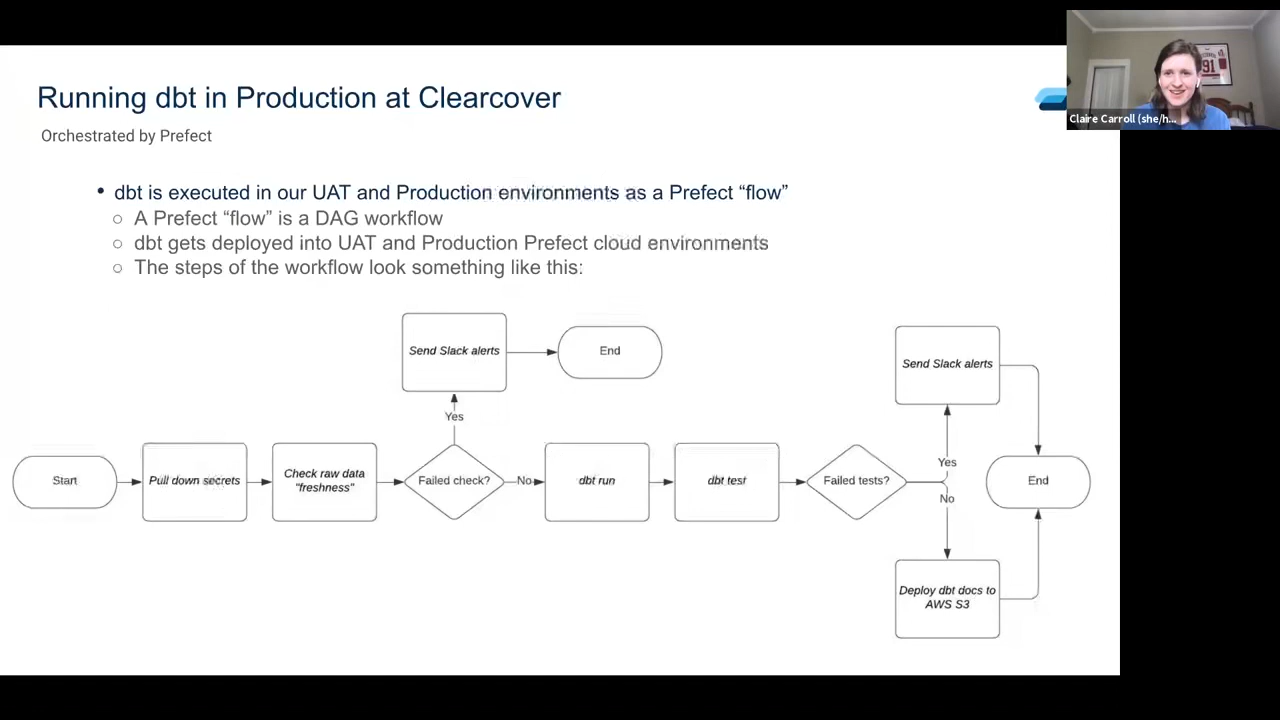 Running dbt in Production at Clearcover
Orchestrated by Prefect
• dbt is executed in our UAT and Production environments as a Prefect “flow”
○ A Prefect “flow” is a DAG workflow
○ dbt gets deployed into UAT and Production Prefect cloud environments
○ The steps of the workflow look something like this:
Send Slack alerts
End
Send Slack alerts
Yes
Start
Pull down secrets
Check raw data
"freshness"
Failed check?
No
dbt run
dbt test
Failed tests?
Yes
No
End
Deploy dbt docs to
AWS S3
91
Claire Carroll (she/h...